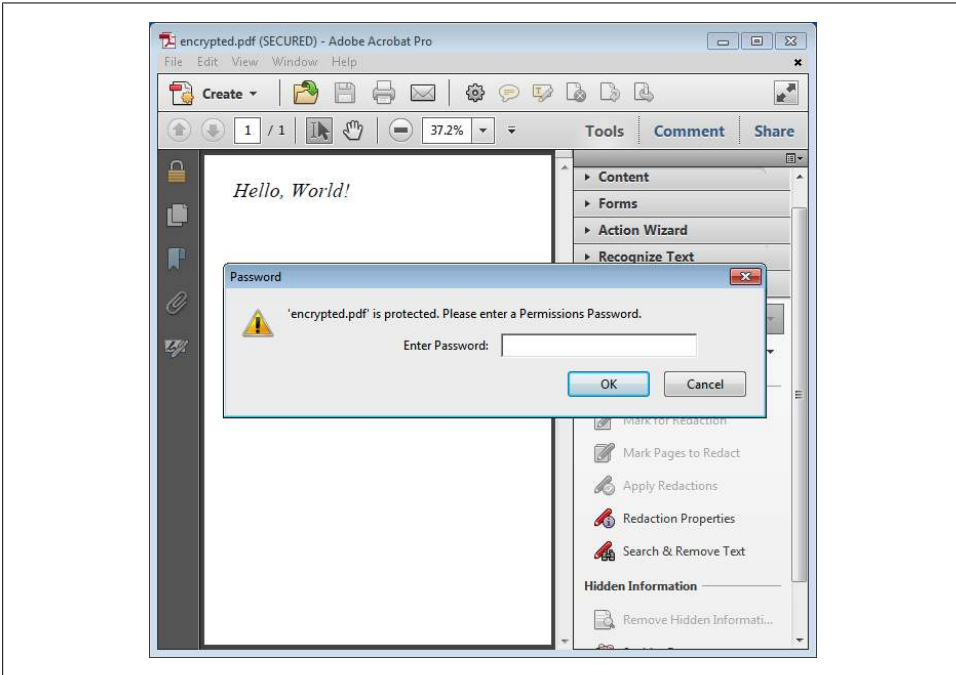 encrypted.pdf (SECURED) - Adobe Acrobat Pro
File Edit View Window Help
Create
1 / 1 37.2% Tools Comment Share
Content
Hello, World!
Forms
Action Wizard
Recognize Text
Password
'encrypted.pdf' is protected. Please enter a Permissions Password.
Enter Password:
OK Cancel
Mark for Redaction
Mark Pages to Redact
Apply Redactions
Redaction Properties
Search & Remove Text
Hidden Information
Remove Hidden Informati...